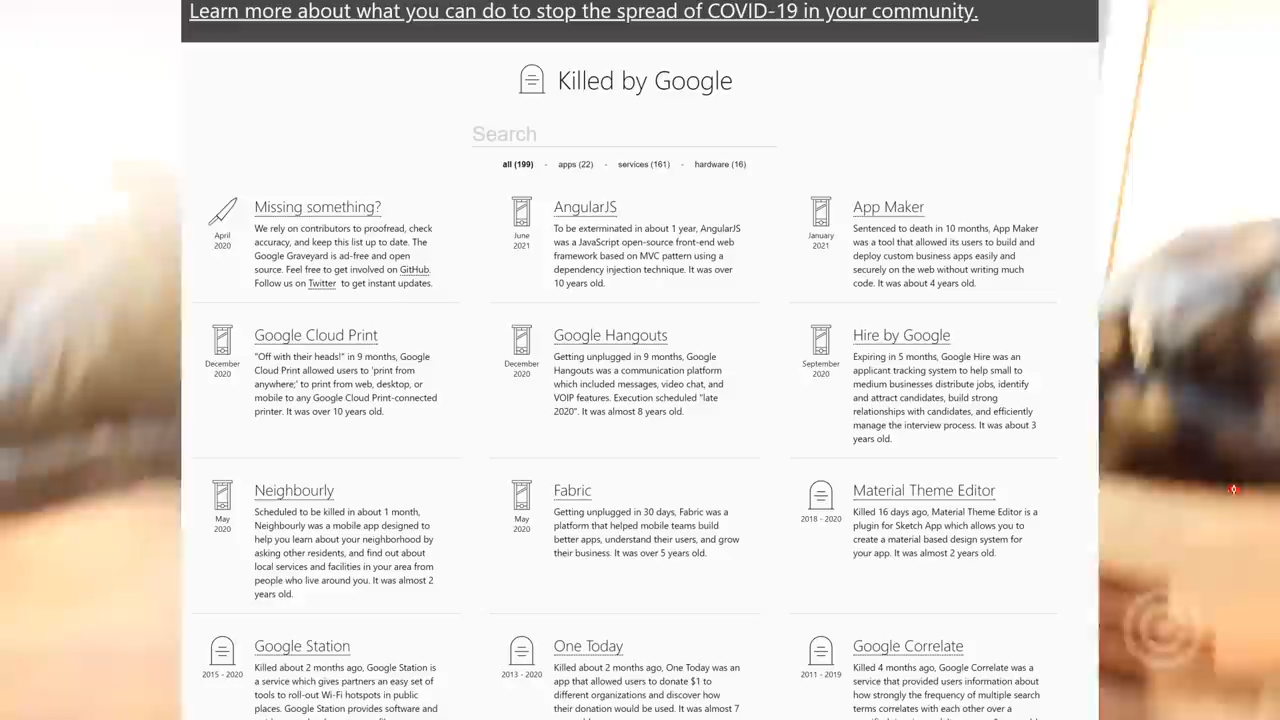 Learn more about what you can do to stop the spread of COVID-19 in your community.
Killed by Google
Search
all (199) - apps (22) - services (161) - hardware (16)
April
2020
Missing something?
We rely on contributors to proofread, check
accuracy, and keep this list up to date. The
Google Graveyard is ad-free and open
source. Feel free to get involved on GitHub.
Follow us on Twitter to get instant updates.
June
2021
AngularJS
To be exterminated in about 1 year, AngularJS
was a JavaScript open-source front-end web
framework based on MVC pattern using a
dependency injection technique. It was over
10 years old.
January
2021
App Maker
Sentenced to death in 10 months, App Maker
was a tool that allowed its users to build and
deploy custom business apps easily and
securely on the web without writing much
code. It was about 4 years old.
December
2020
Google Cloud Print
"Off with their heads!" in 9 months, Google
Cloud Print allowed users to 'print from
anywhere;' to print from web, desktop, or
mobile to any Google Cloud Print-connected
printer. It was over 10 years old.
December
2020
Google Hangouts
Getting unplugged in 9 months, Google
Hangouts was a communication platform
which included messages, video chat, and
VOIP features. Execution scheduled "late
2020". It was almost 8 years old.
September
2020
Hire by Google
Expiring in 5 months, Google Hire was an
applicant tracking system to help small to
medium businesses distribute jobs, identify
and attract candidates, build strong
relationships with candidates, and efficiently
manage the interview process. It was about 3
years old.
May
2020
Neighbourly
Scheduled to be killed in about 1 month,
Neighbourly was a mobile app designed to
help you learn about your neighborhood by
asking other residents, and find out about
local services and facilities in your area from
people who live around you. It was almost 2
years old.
May
2020
Fabric
Getting unplugged in 30 days, Fabric was a
platform that helped mobile teams build
better apps, understand their users, and grow
their business. It was over 5 years old.
2018 - 2020
Material Theme Editor
Killed 16 days ago, Material Theme Editor is a
plugin for Sketch App which allows you to
create a material based design system for
your app. It was almost 2 years old.
2015 - 2020
Google Station
Killed about 2 months ago, Google Station is
a service which gives partners an easy set of
tools to roll-out Wi-Fi hotspots in public
places. Google Station provides software and
2013 - 2020
One Today
Killed about 2 months ago, One Today was an
app that allowed users to donate $1 to
different organizations and discover how
their donation would be used. It was almost 7
2011 - 2019
Google Correlate
Killed 4 months ago, Google Correlate was a
service that provided users information about
how strongly the frequency of multiple search
terms correlates with each other over a